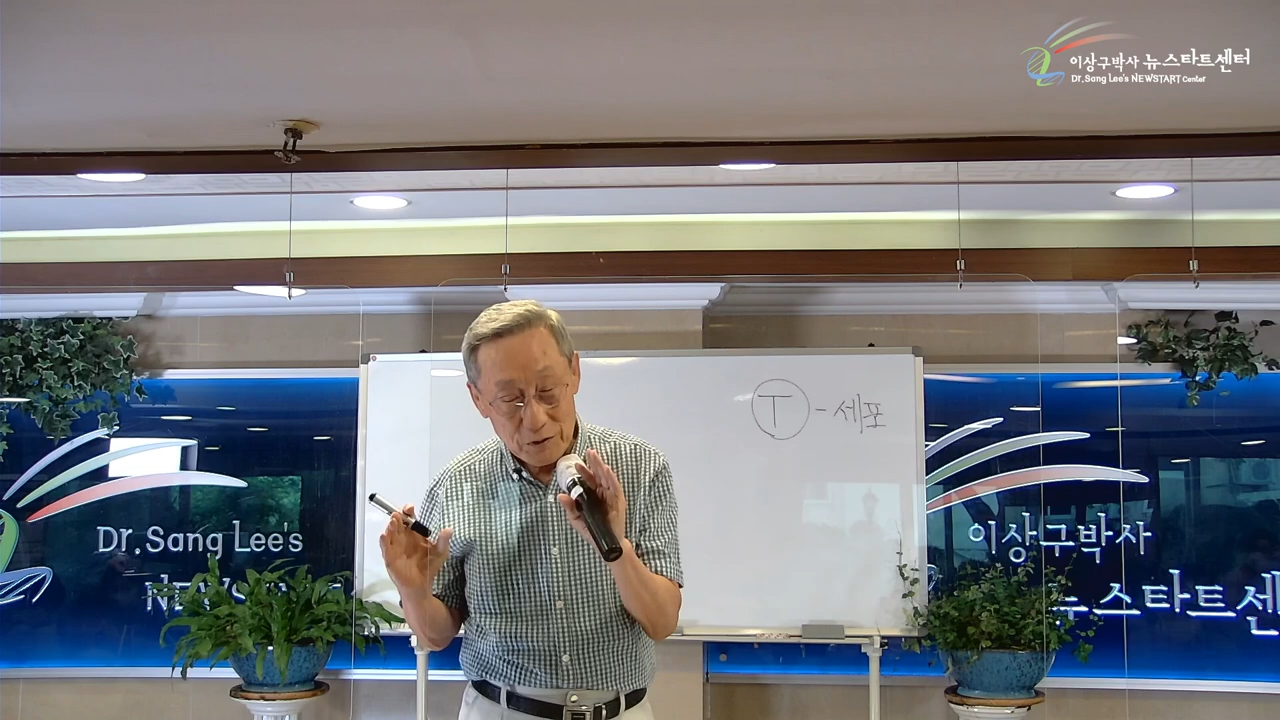 이상구박사 뉴스타트센터
Dr. Sang Lee's NEWSTART Center
T - 세포
Dr. Sang Lee's
이상구박사
뉴스타트센